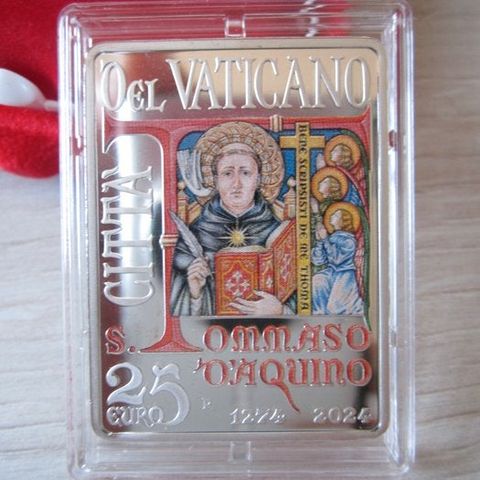 DEL VATICANO
CITTÀ
BENE SCRIPSISTI DE ME THOMA
S. TOMMASO
D'AQUINO
25
EURO
R
1274 2024